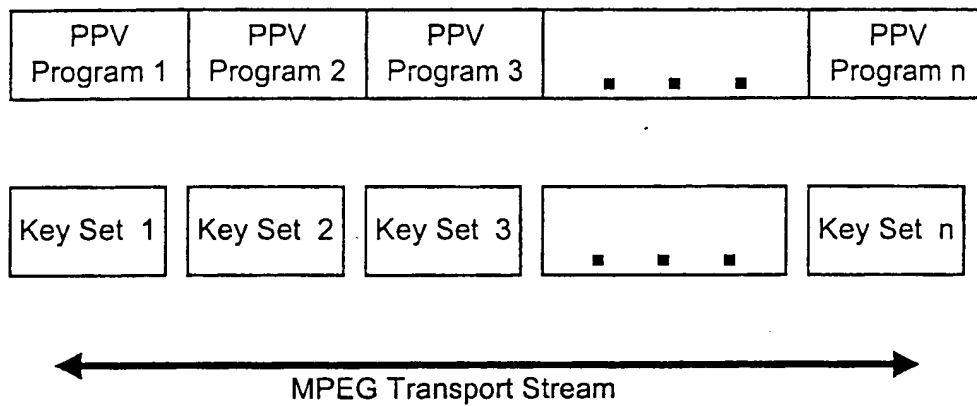 PPV PPV PPV PPV
Program 1 Program 2 Program 3 . . . Program n
Key Set 1 Key Set 2 Key Set 3 . . . Key Set n
MPEG Transport Stream